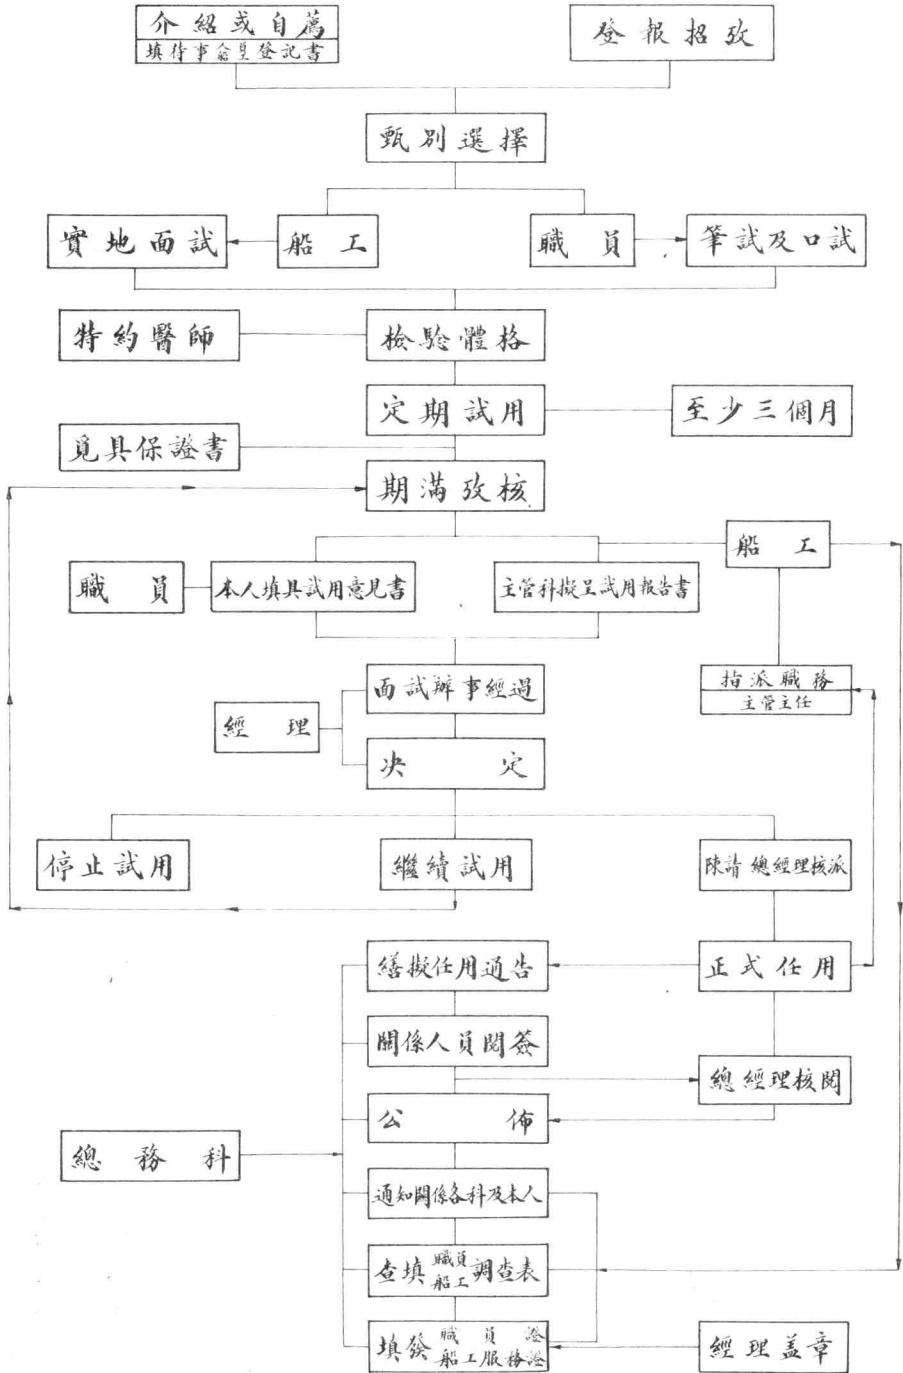 介紹或自薦
登報招攷
填待事人員登記書
甄別選擇
實地面試
船工
職員
筆試及口試
特約醫師
檢驗體格
定期試用
至少三個月
覓具保證書
期滿攷核
船工
職員
本人填具試用意見書
主管科擬呈試用報告書
面試辦事經過
指派職務
主管主任
經理
決定
停止試用
繼續試用
陳請總經理核派
繕擬任用通告
正式任用
關係人員閱簽
總經理核閱
公佈
總務科
通知關係各科及本人
查填職員船工調查表
填發職員證船工服務證
經理盖章